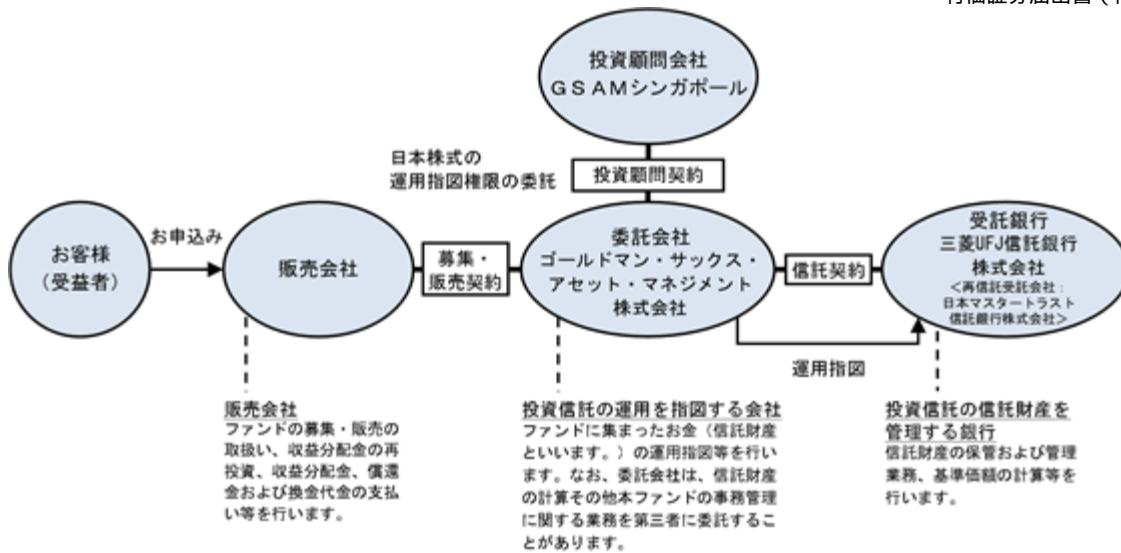 投資顧問会社
ＧＳＡＭシンガポール
日本株式の
運用指図権限の委託
投資顧問契約
お客様
（受益者）
お申込み
販売会社
募集・
販売契約
委託会社
ゴールドマン・サックス・
アセット・マネジメント
株式会社
信託契約
受託銀行
三菱UFJ信託銀行
株式会社
＜再信託受託会社：
日本マスタートラスト
信託銀行株式会社＞
運用指図
販売会社
ファンドの募集・販売の
取扱い、収益分配金の再
投資、収益分配金、償還
金および換金代金の支払
い等を行います。
投資信託の運用を指図する会社
ファンドに集まったお金（信託財産
といいます。）の運用指図等を行い
ます。なお、委託会社は、信託財産
の計算その他本ファンドの事務管理
に関する業務を第三者に委託するこ
とがあります。
投資信託の信託財産を
管理する銀行
信託財産の保管および管理
業務、基準価額の計算等を
行います。